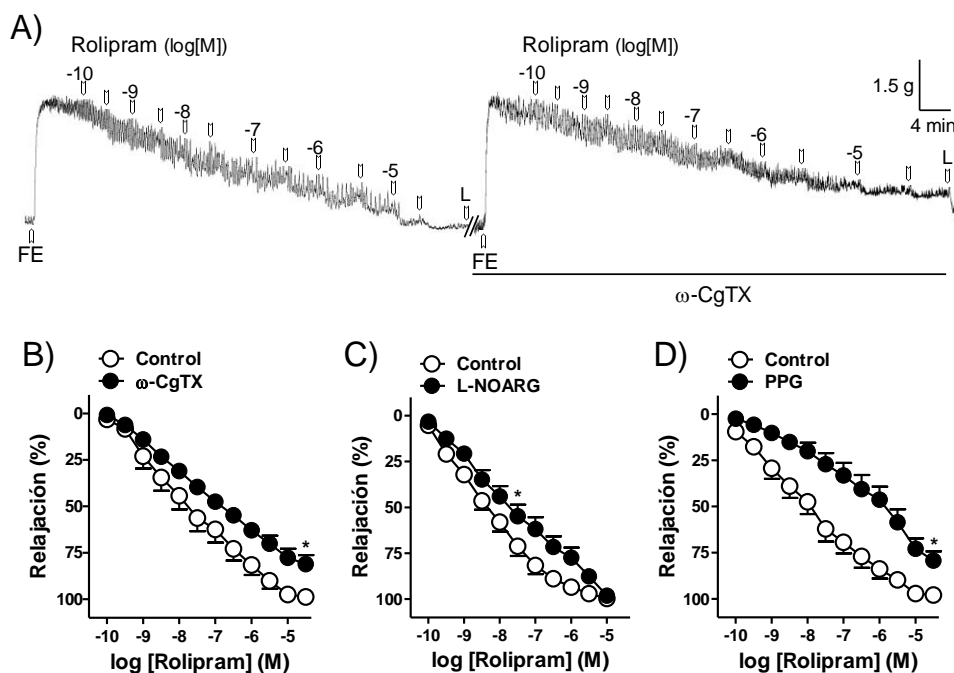 A)
Rolipram (log[M])
-10
-9
-8
-7
-6
-5
L
FE
Rolipram (log[M])
-10
-9
-8
-7
-6
-5
L
FE
1.5 g
4 min
ω-CgTX
B)
Control
ω-CgTX
Relajación (%)
0
25
50
75
100
*
-10 -9 -8 -7 -6 -5
log [Rolipram] (M)
C)
Control
L-NOARG
Relajación (%)
0
25
50
75
100
*
-10 -9 -8 -7 -6 -5
log [Rolipram] (M)
D)
Control
PPG
Relajación (%)
0
25
50
75
100
*
-10 -9 -8 -7 -6 -5
log [Rolipram] (M)